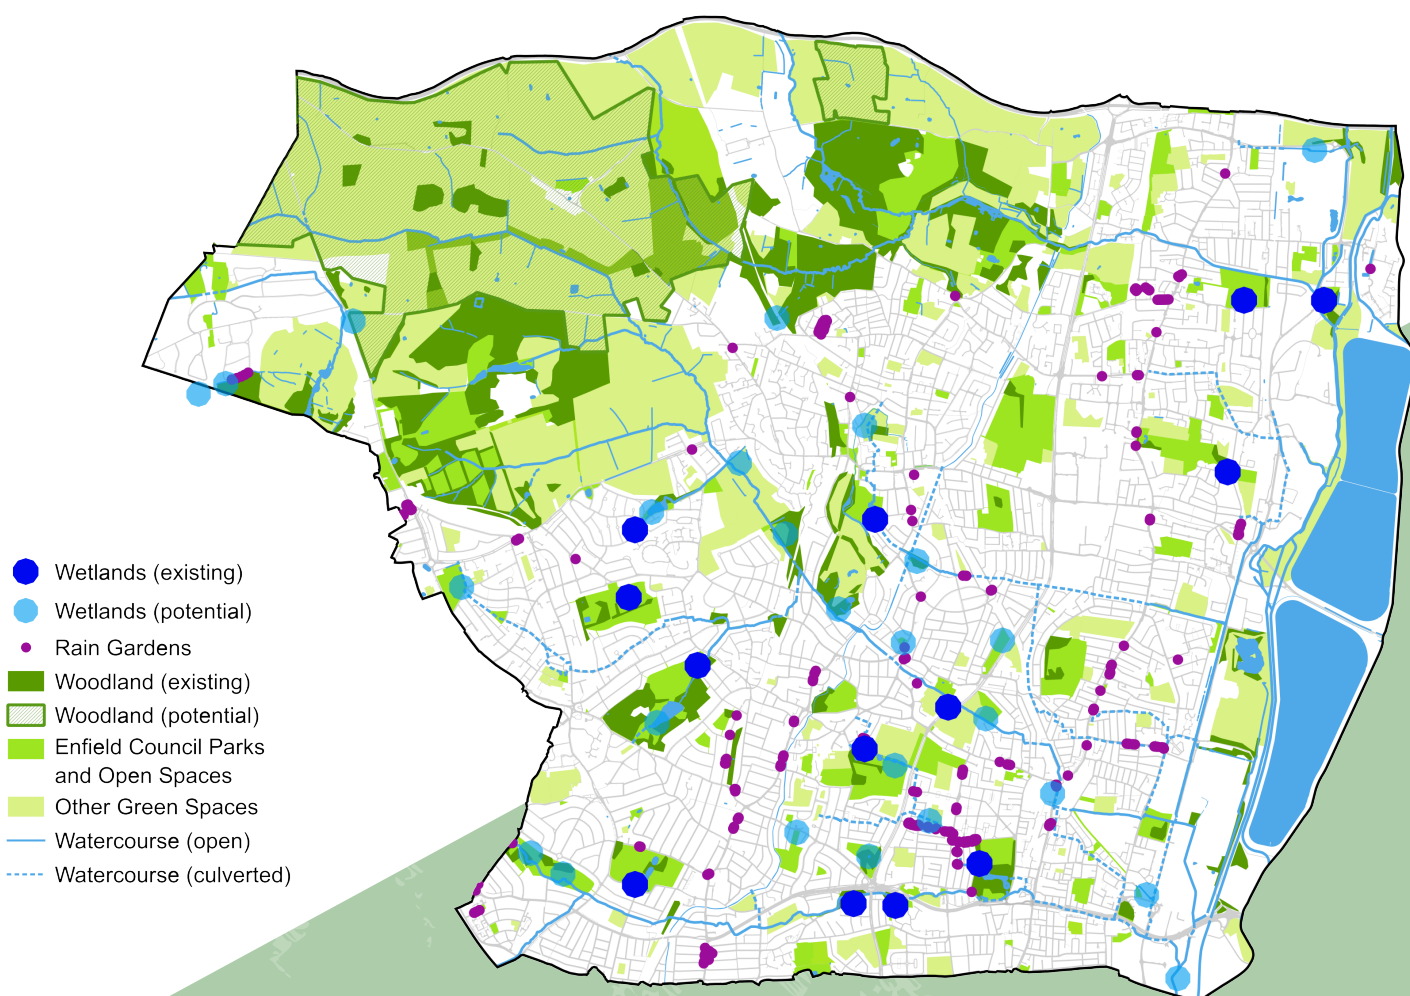 Wetlands (existing)
Wetlands (potential)
Rain Gardens
Woodland (existing)
Woodland (potential)
Enfield Council Parks
and Open Spaces
Other Green Spaces
Watercourse (open)
Watercourse (culverted)